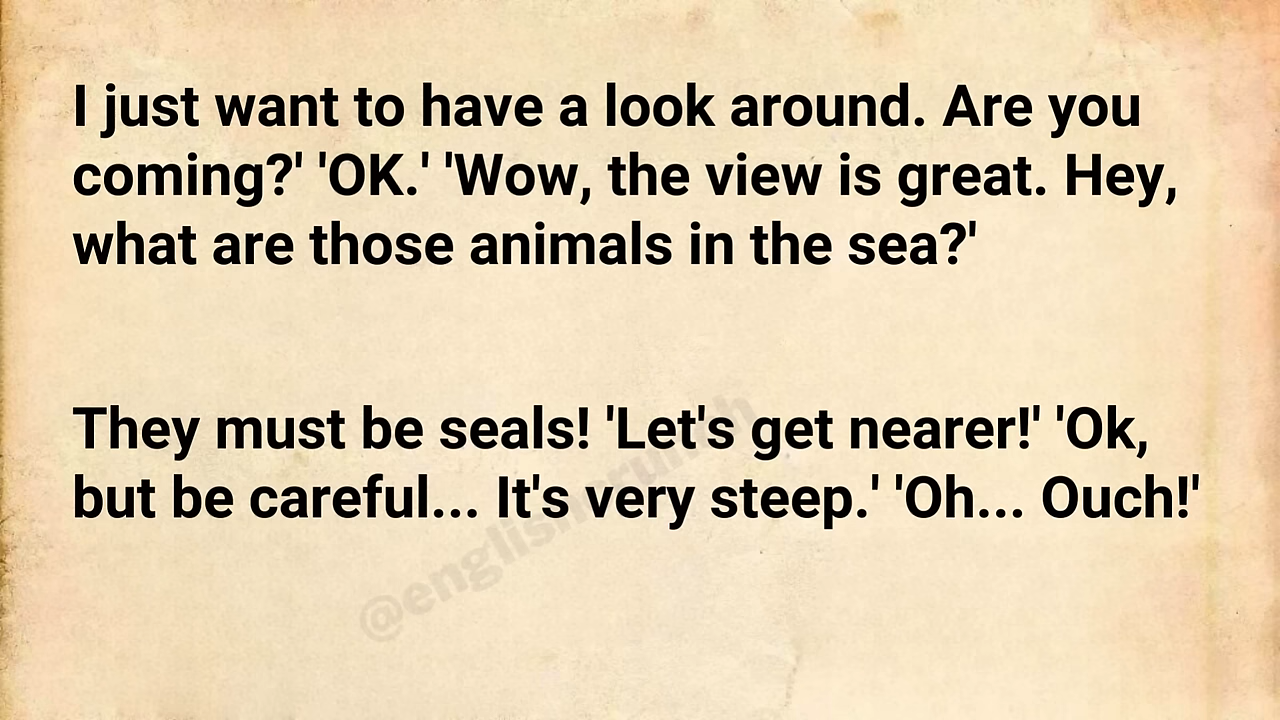 I just want to have a look around. Are you
coming?' 'OK.' 'Wow, the view is great. Hey,
what are those animals in the sea?'
They must be seals! 'Let's get nearer!' 'Ok,
but be careful... It's very steep.' 'Oh... Ouch!'